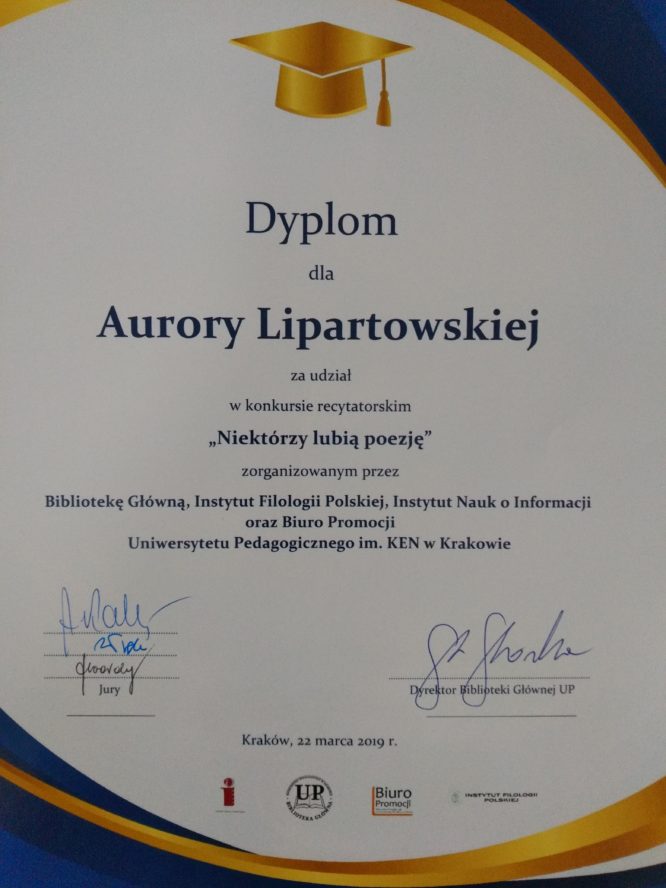 Dyplom
dla
Aurory Lipartowskiej
za udział
w konkursie recytatorskim
„Niektórzy lubią poezję”
zorganizowanym przez
Bibliotekę Główną, Instytut Filologii Polskiej, Instytut Nauk o Informacji
oraz Biuro Promocji
Uniwersytetu Pedagogicznego im. KEN w Krakowie
Jury
Dyrektor Biblioteki Głównej UP
Kraków, 22 marca 2019 r.
UP
BIBLIOTEKA GŁÓWNA
Biuro
Promocji
INSTYTUT FILOLOGII
POLSKIEJ